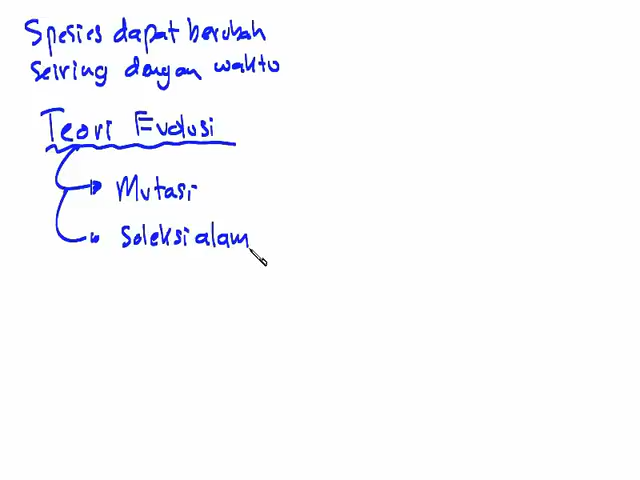 Spesies dapat berubah
seiring dengan waktu
Teori Evolusi
Mutasi
Seleksi alam